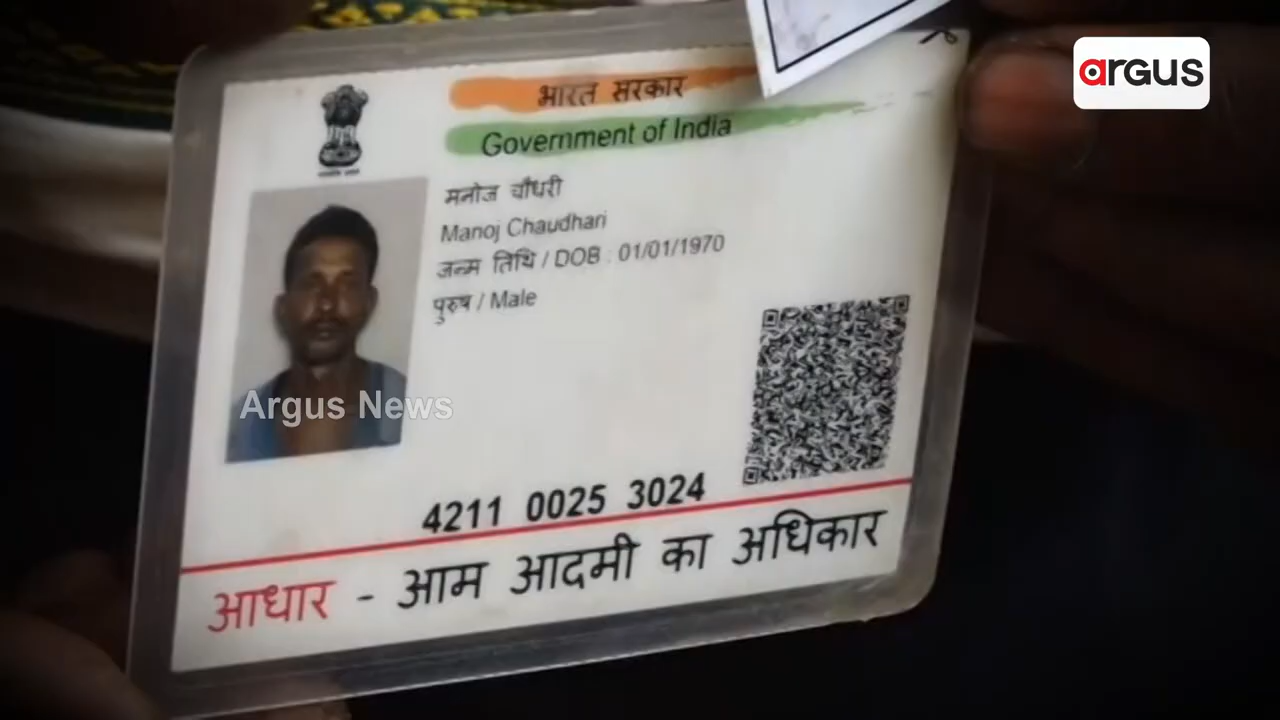 argus
भारत सरकार
Government of India
मनोज चौधरी
Manoj Chaudhari
जन्म तिथि / DOB : 01/01/1970
पुरुष / Male
Argus News
4211 0025 3024
आधार - आम आदमी का अधिकार